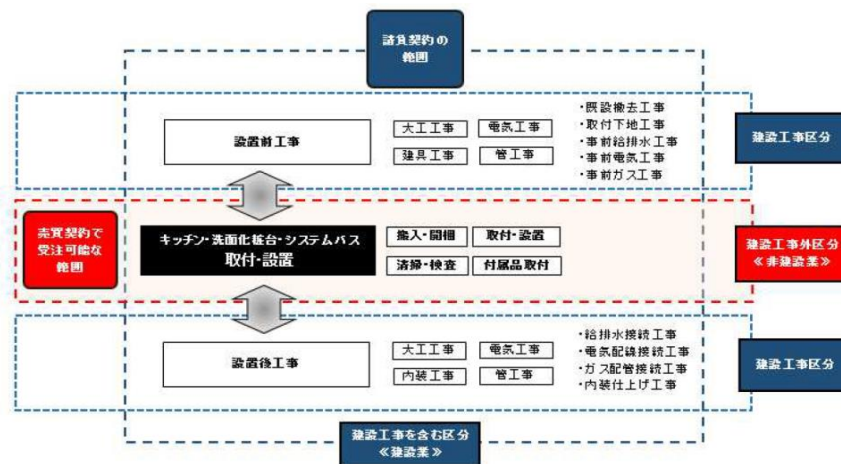 請負契約の
範囲
設置前工事
大工工事
電気工事
建具工事
管工事
・既設撤去工事
・取付下地工事
・事前給排水工事
・事前電気工事
・事前ガス工事
建設工事区分
売買契約で
受注可能な
範囲
キッチン・洗面化粧台・システムバス
取付・設置
搬入・開梱
取付・設置
清掃・検査
付属品取付
建設工事外区分
≪非建設業≫
設置後工事
大工工事
電気工事
内装工事
管工事
・給排水接続工事
・電気配線接続工事
・ガス配管接続工事
・内装仕上げ工事
建設工事区分
建設工事を含む区分
≪建設業≫